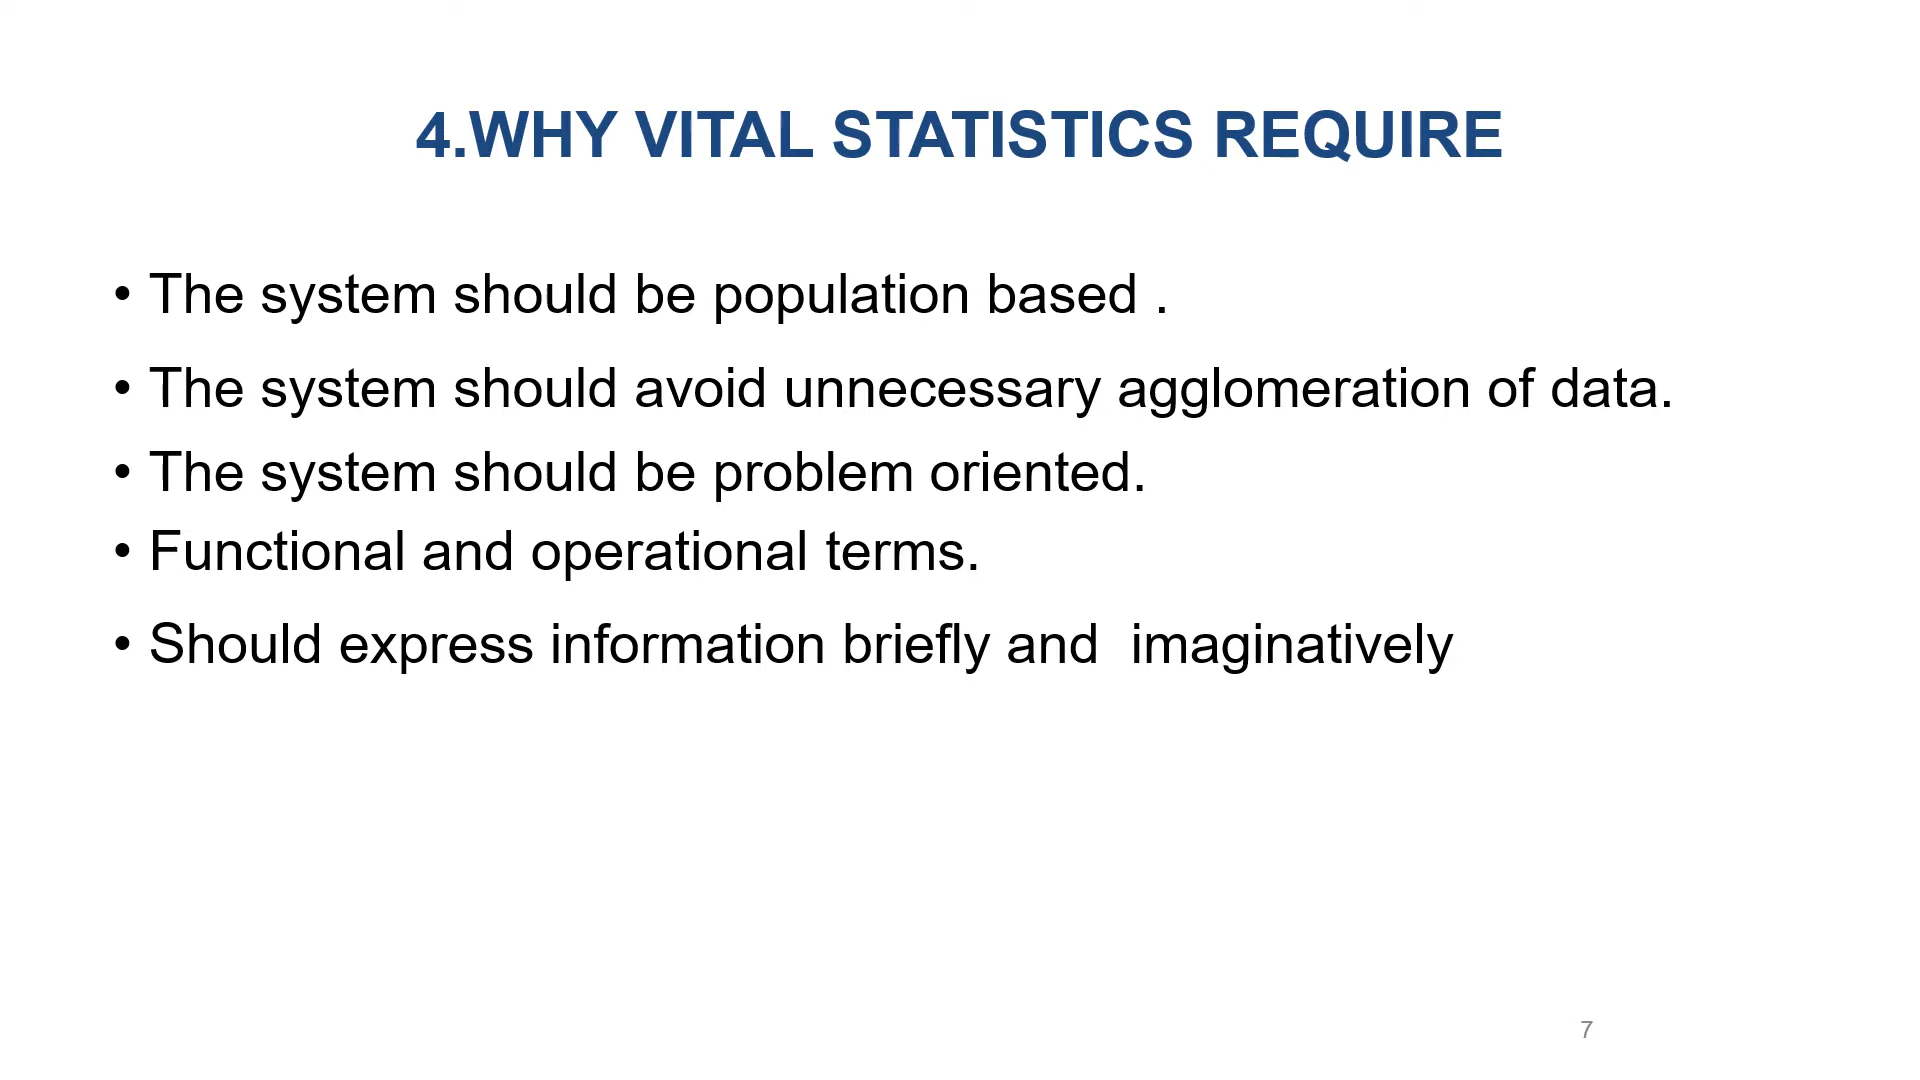 4.WHY VITAL STATISTICS REQUIRE
• The system should be population based .
• The system should avoid unnecessary agglomeration of data.
• The system should be problem oriented.
• Functional and operational terms.
• Should express information briefly and  imaginatively
7